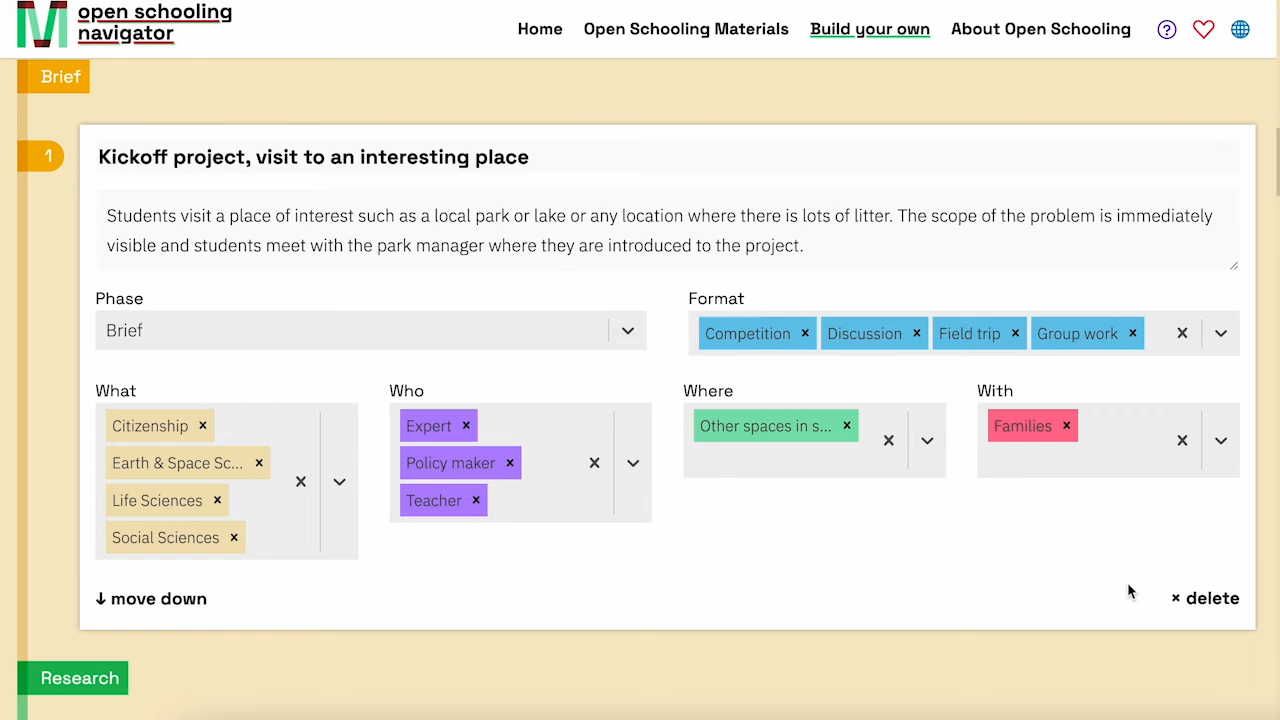 open schooling
navigator
Home Open Schooling Materials Build your own About Open Schooling ?
Brief
1
Kickoff project, visit to an interesting place
Students visit a place of interest such as a local park or lake or any location where there is lots of litter. The scope of the problem is immediately
visible and students meet with the park manager where they are introduced to the project.
Phase
Format
Brief
Competition × Discussion × Field trip × Group work ×
What
Who
Where
With
Citizenship ×
Earth & Space Sc... ×
Life Sciences ×
Social Sciences ×
Expert ×
Policy maker ×
Teacher ×
Other spaces in s... ×
Families ×
↓ move down
× delete
Research